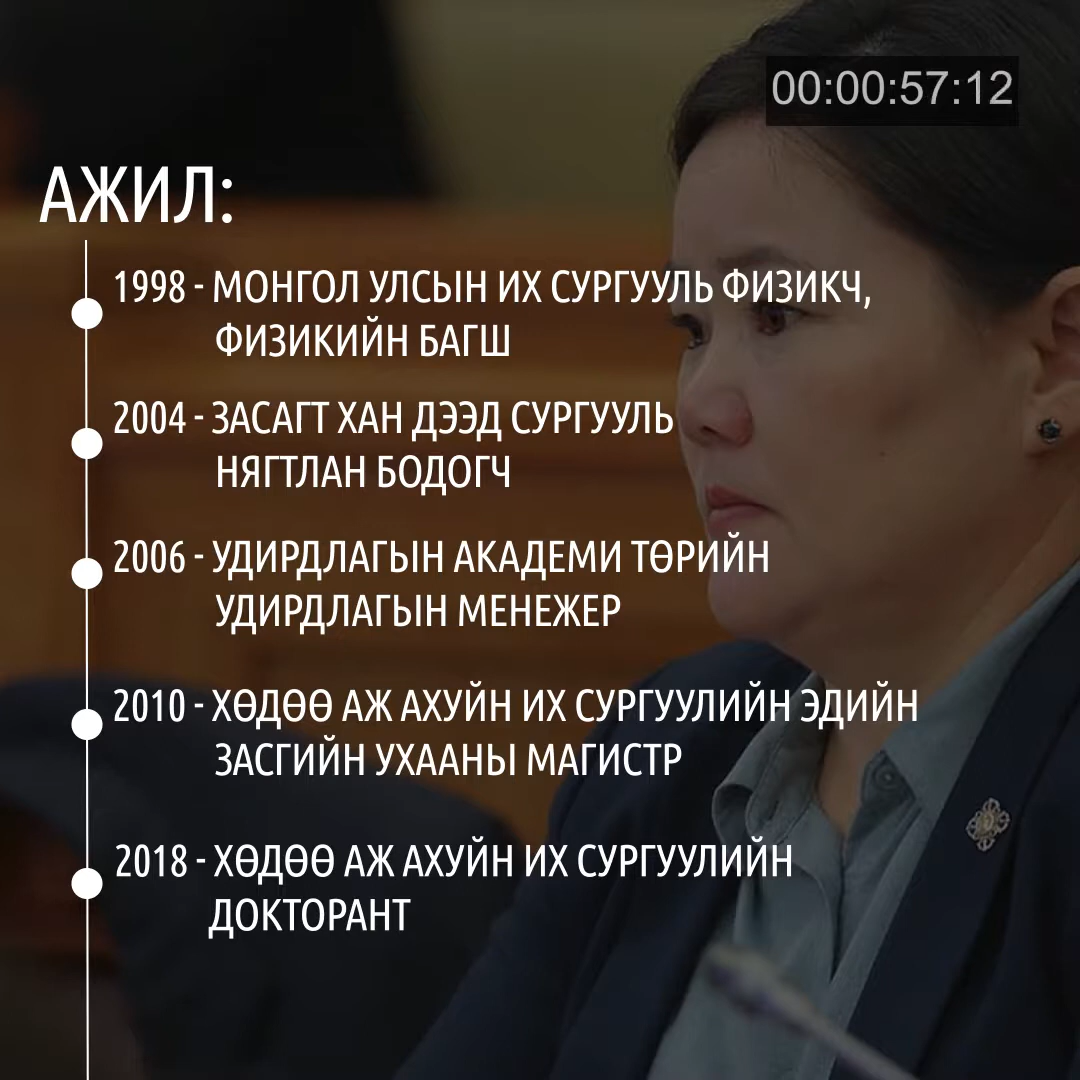 00:00:57:12
АЖИЛ:
1998 - МОНГОЛ УЛСЫН ИХ СУРГУУЛЬ ФИЗИКЧ,
ФИЗИКИЙН БАГШ
2004 - ЗАСАГТ ХАН ДЭЭД СУРГУУЛЬ
НЯГТЛАН БОДОГЧ
2006 - УДИРДЛАГЫН АКАДЕМИ ТӨРИЙН
УДИРДЛАГЫН МЕНЕЖЕР
2010 - ХӨДӨӨ АЖ АХУЙН ИХ СУРГУУЛИЙН ЭДИЙН
ЗАСГИЙН УХААНЫ МАГИСТР
2018 - ХӨДӨӨ АЖ АХУЙН ИХ СУРГУУЛИЙН
ДОКТОРАНТ